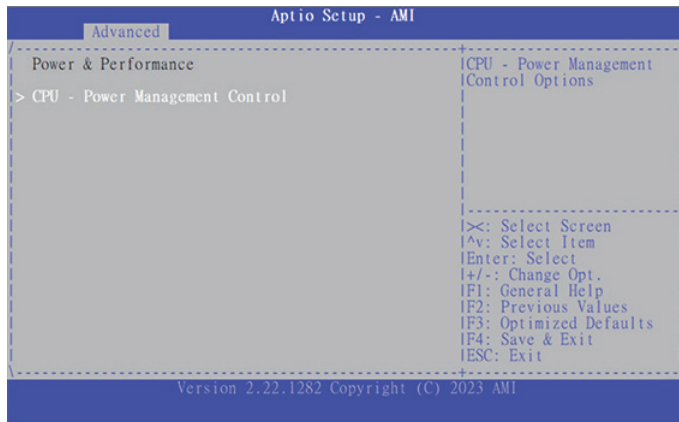 Aptio Setup - AMI
Advanced
Power & Performance
> CPU - Power Management Control
CPU - Power Management
Control Options
><: Select Screen
^v: Select Item
Enter: Select
+/-: Change Opt.
F1: General Help
F2: Previous Values
F3: Optimized Defaults
F4: Save & Exit
ESC: Exit
Version 2.22.1282 Copyright (C) 2023 AMI